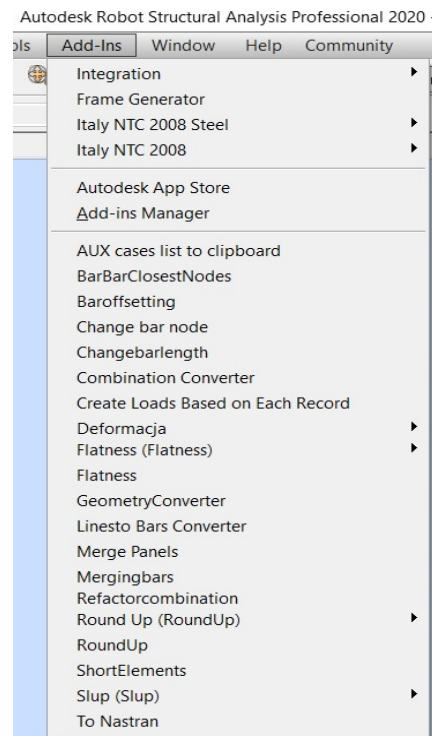 Autodesk Robot Structural Analysis Professional 2020 -
ols Add-Ins Window Help Community
Integration
Frame Generator
Italy NTC 2008 Steel
Italy NTC 2008
Autodesk App Store
Add-ins Manager
AUX cases list to clipboard
BarBarClosestNodes
Baroffsetting
Change bar node
Changebarlength
Combination Converter
Create Loads Based on Each Record
Deformacja
Flatness (Flatness)
Flatness
GeometryConverter
Linesto Bars Converter
Merge Panels
Mergingbars
Refactorcombination
Round Up (RoundUp)
RoundUp
ShortElements
Slup (Slup)
To Nastran